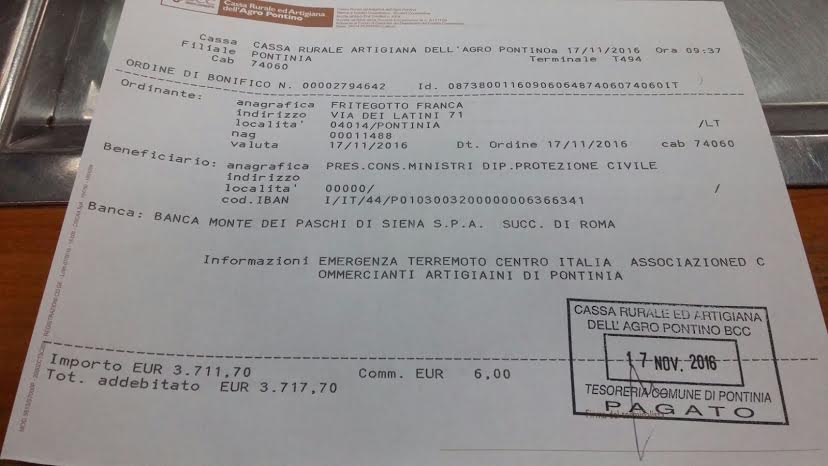 Cassa Rurale ed Artigiana
dell'Agro Pontino
Cassa CASSA RURALE ARTIGIANA DELL'AGRO PONTINOa 17/11/2016 Ora 09:37
Filiale PONTINIA Terminale T494
Cab 74060
ORDINE DI BONIFICO N. 00002794642 Id. 0873800116090606487406074060IT
Ordinante:
anagrafica FRITEGOTTO FRANCA
indirizzo VIA DEI LATINI 71
localita' 04014/PONTINIA /LT
nag 00011488
valuta 17/11/2016 Dt. Ordine 17/11/2016 cab 74060
Beneficiario: anagrafica PRES.CONS.MINISTRI DIP.PROTEZIONE CIVILE
indirizzo
localita' 00000/ /
cod.IBAN I/IT/44/P0103003200000006366341
Banca: BANCA MONTE DEI PASCHI DI SIENA S.P.A. SUCC. DI ROMA
Informazioni EMERGENZA TERREMOTO CENTRO ITALIA ASSOCIAZIONED C
OMMERCIANTI ARTIGIAINI DI PONTINIA
Importo EUR 3.711,70 Comm. EUR 6,00
Tot. addebitato EUR 3.717,70
CASSA RURALE ED ARTIGIANA
DELL' AGRO PONTINO BCC
17 NOV. 2016
TESORERIA COMUNE DI PONTINIA
PAGATO